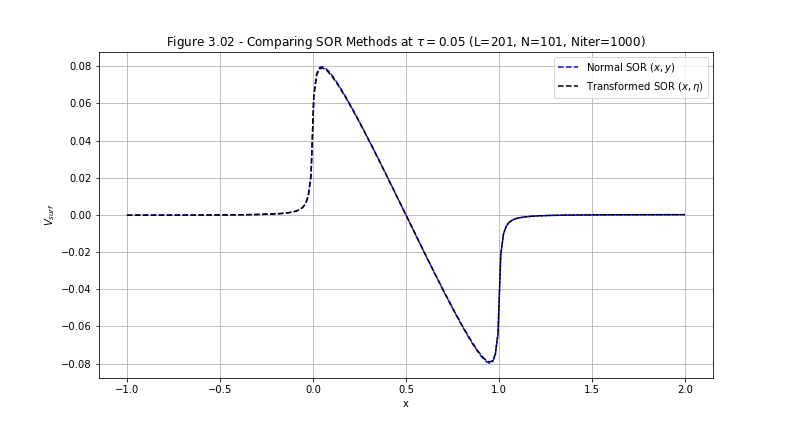 Figure 3.02 - Comparing SOR Methods at τ = 0.05 (L=201, N=101, Niter=1000)
Normal SOR (x, y)
Transformed SOR (x, η)
0.08
0.06
0.04
0.02
0.00
−0.02
−0.04
−0.06
−0.08
V_surf
−1.0 −0.5 0.0 0.5 1.0 1.5 2.0
x